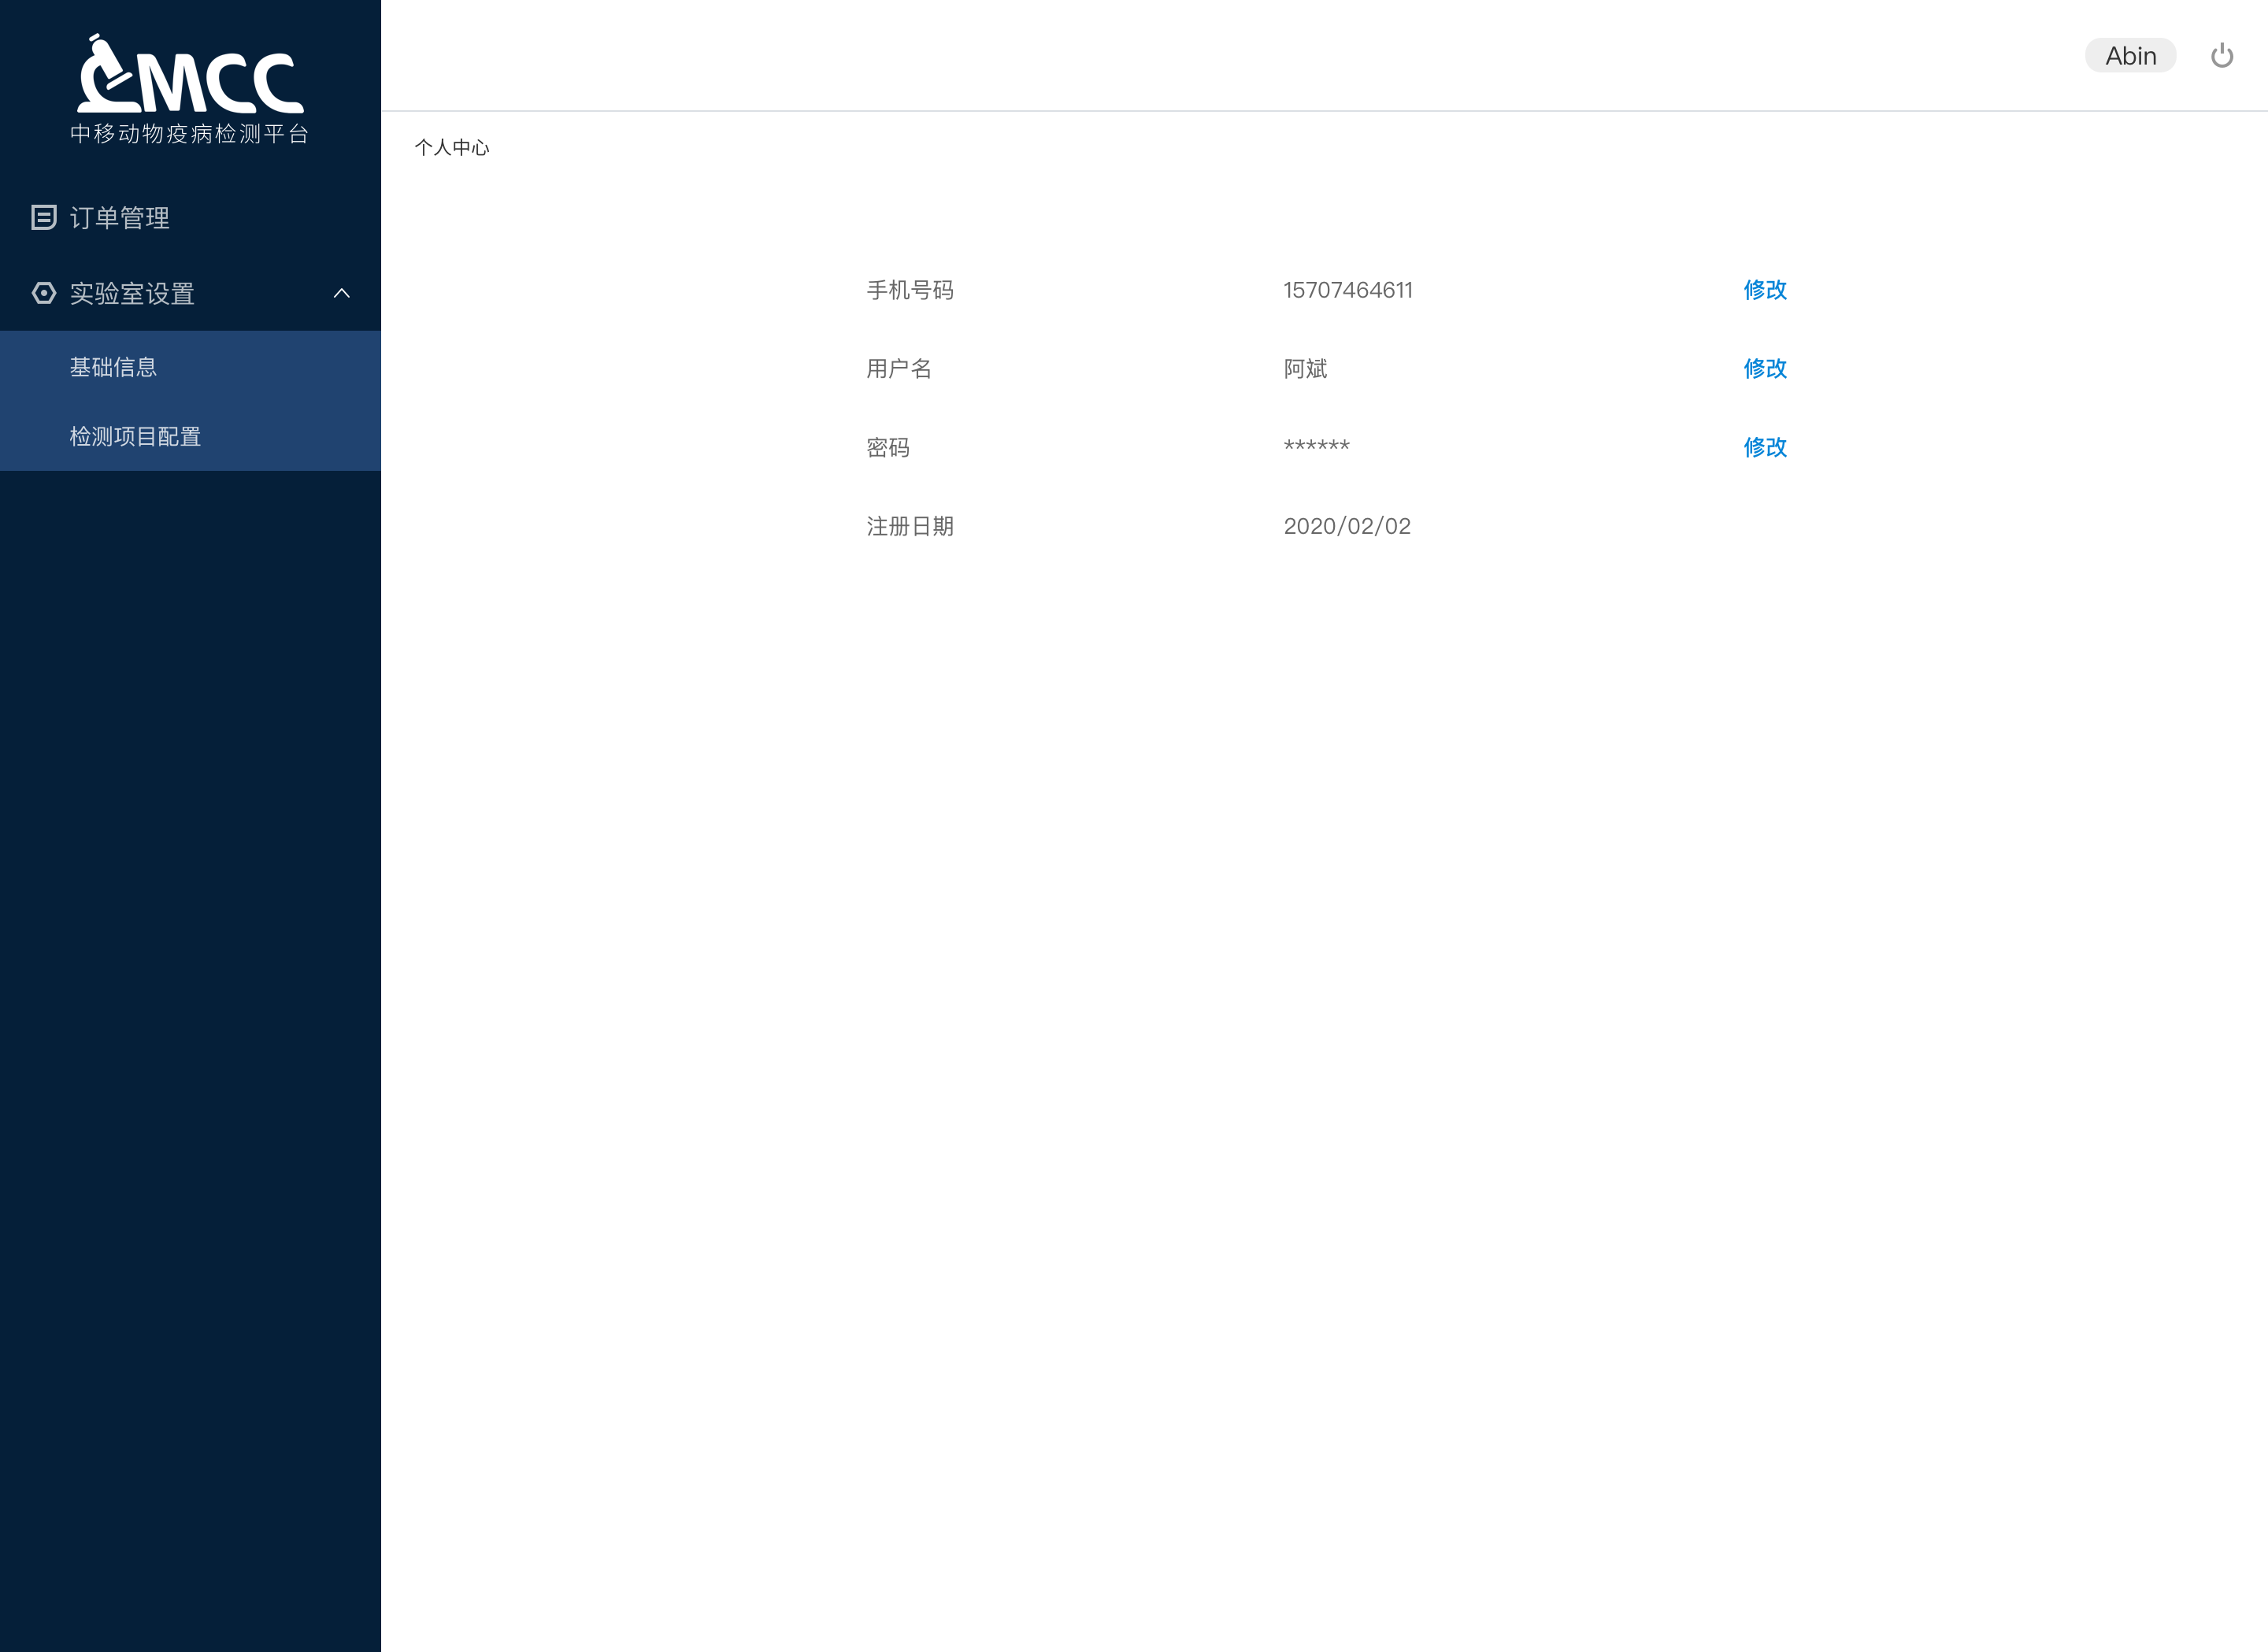 MCC
中移动物疫病检测平台
订单管理
实验室设置
基础信息
检测项目配置
Abin
个人中心
手机号码 15707464611 修改
用户名 阿斌 修改
密码 ****** 修改
注册日期 2020/02/02